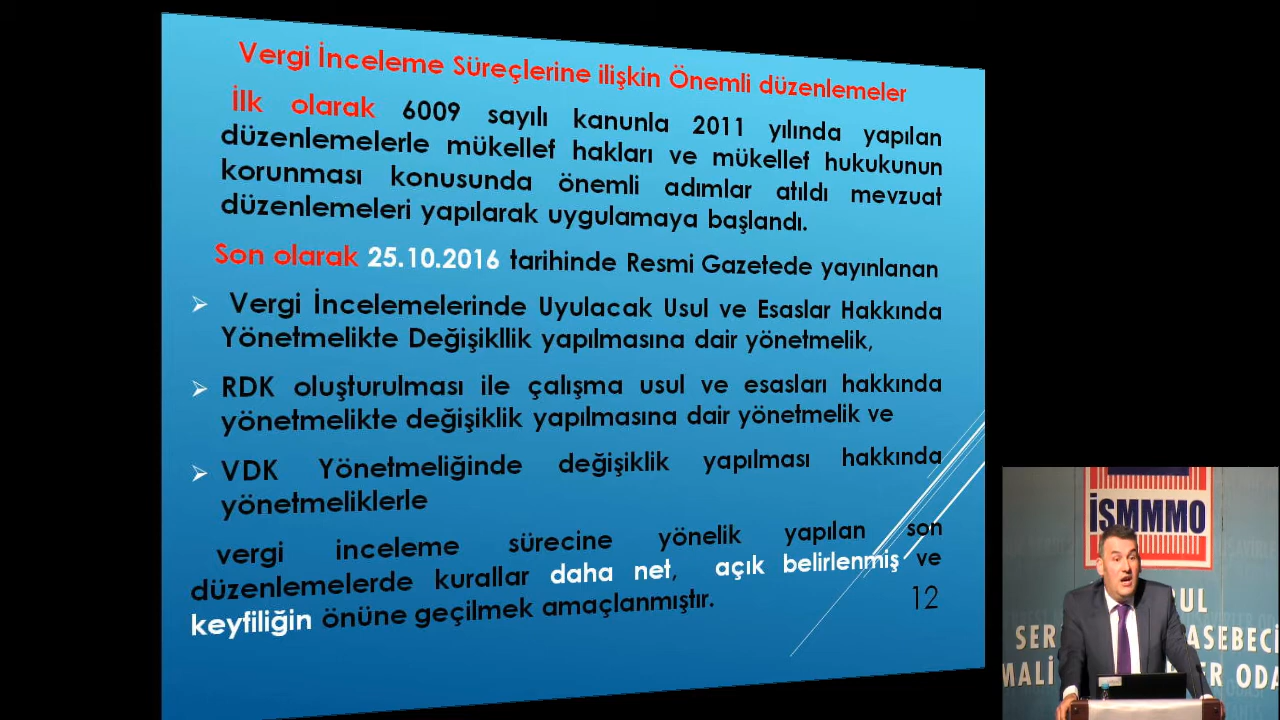 Vergi İnceleme Süreçlerine ilişkin Önemli düzenlemeler
İlk olarak 6009 sayılı kanunla 2011 yılında yapılan
düzenlemelerle mükellef hakları ve mükellef hukukunun
korunması konusunda önemli adımlar atıldı mevzuat
düzenlemeleri yapılarak uygulamaya başlandı.
Son olarak 25.10.2016 tarihinde Resmi Gazetede yayınlanan
➢ Vergi İncelemelerinde Uyulacak Usul ve Esaslar Hakkında
Yönetmelikte Değişikllik yapılmasına dair yönetmelik,
➢ RDK oluşturulması ile çalışma usul ve esasları hakkında
yönetmelikte değişiklik yapılmasına dair yönetmelik ve
➢ VDK Yönetmeliğinde değişiklik yapılması hakkında
yönetmeliklerle
vergi inceleme sürecine yönelik yapılan son
düzenlemelerde kurallar daha net, açık belirlenmiş ve
keyfiliğin önüne geçilmek amaçlanmıştır.
12
İSMMMO